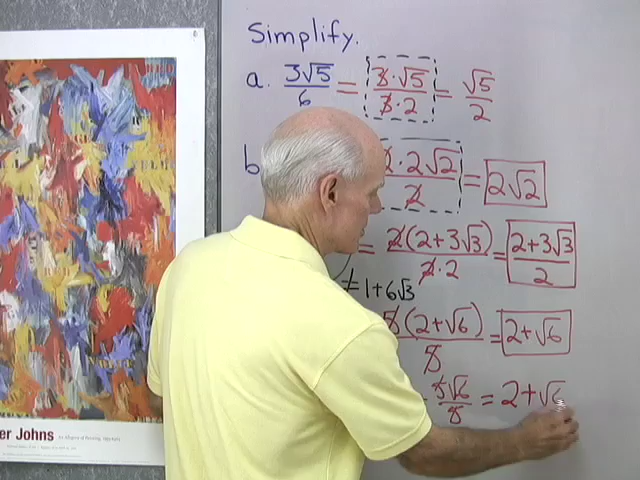 Simplify.
a. 3√5/6 = 3·√5/3·2 = √5/2
b. · 2√2/2 = 2√2
= 2(2+3√3)/2·2 = 2+3√3/2
≠ 1+6√3
5(2+√6)/5 = 2+√6
5√6/5 = 2+√6
er Johns